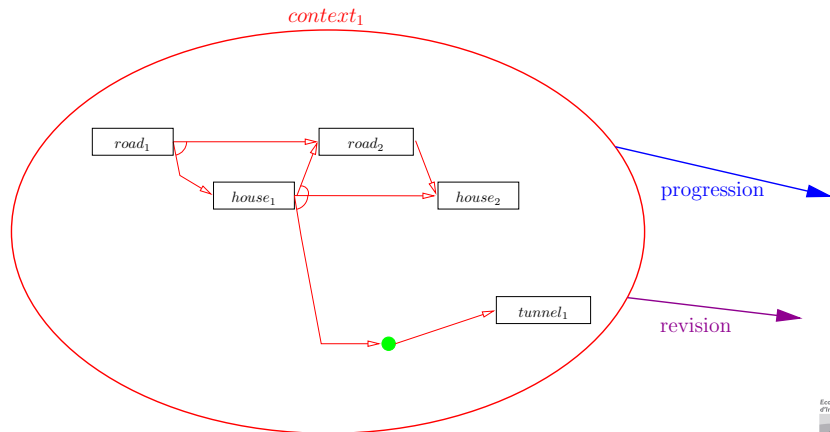 context₁
road₁
road₂
house₁
house₂
progression
tunnel₁
revision